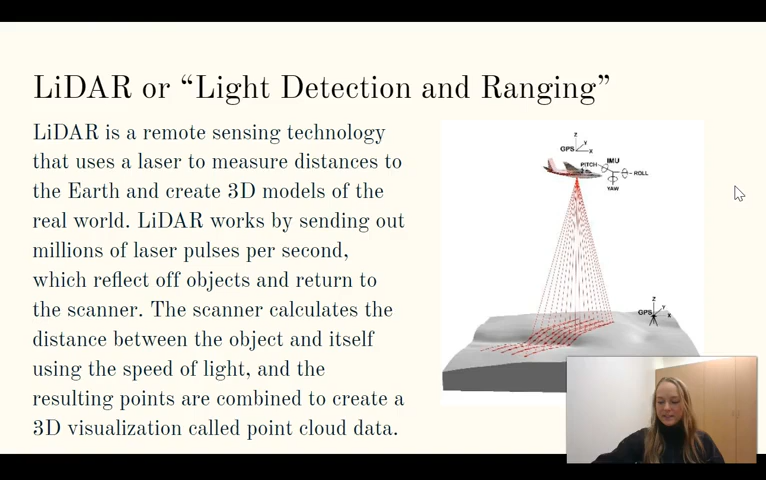 LiDAR or “Light Detection and Ranging”
LiDAR is a remote sensing technology
that uses a laser to measure distances to
the Earth and create 3D models of the
real world. LiDAR works by sending out
millions of laser pulses per second,
which reflect off objects and return to
the scanner. The scanner calculates the
distance between the object and itself
using the speed of light, and the
resulting points are combined to create a
3D visualization called point cloud data.
Z
Y
GPS
X
PITCH
IMU
ROLL
YAW
Z
Y
GPS
X